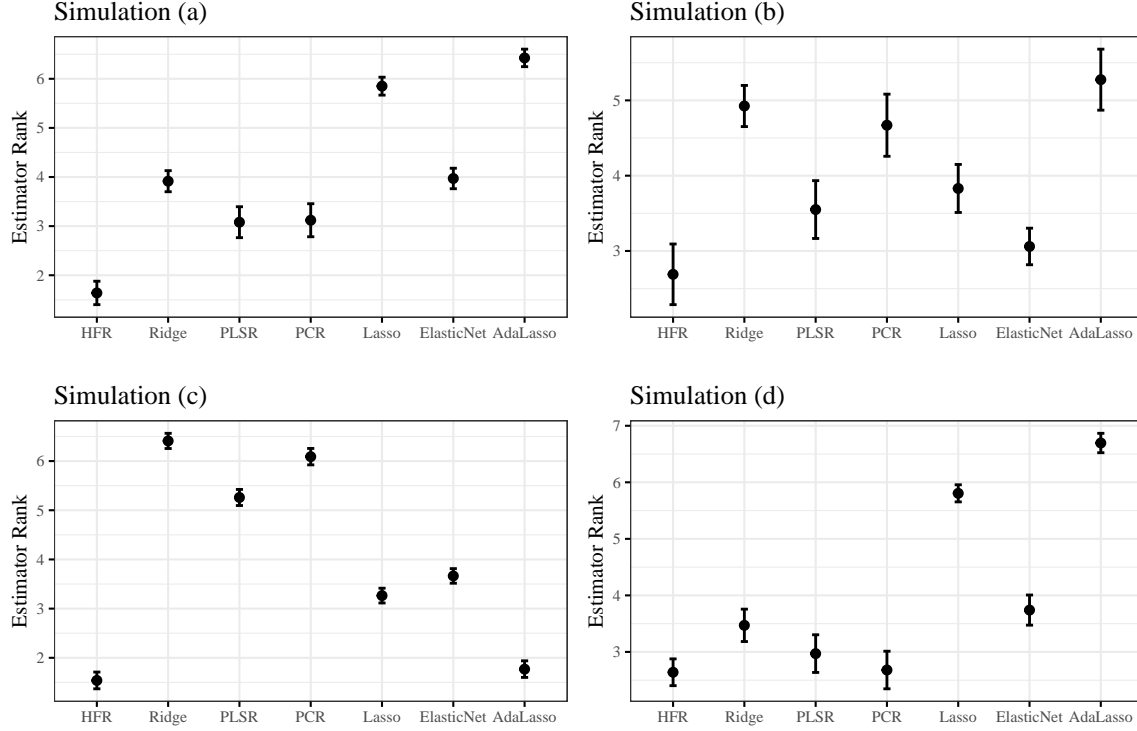 Simulation (a)
Estimator Rank
6
5
4
3
2
HFR Ridge PLSR PCR Lasso ElasticNet AdaLasso
Simulation (b)
Estimator Rank
5
4
3
HFR Ridge PLSR PCR Lasso ElasticNet AdaLasso
Simulation (c)
Estimator Rank
6
5
4
3
2
HFR Ridge PLSR PCR Lasso ElasticNet AdaLasso
Simulation (d)
Estimator Rank
7
6
5
4
3
HFR Ridge PLSR PCR Lasso ElasticNet AdaLasso